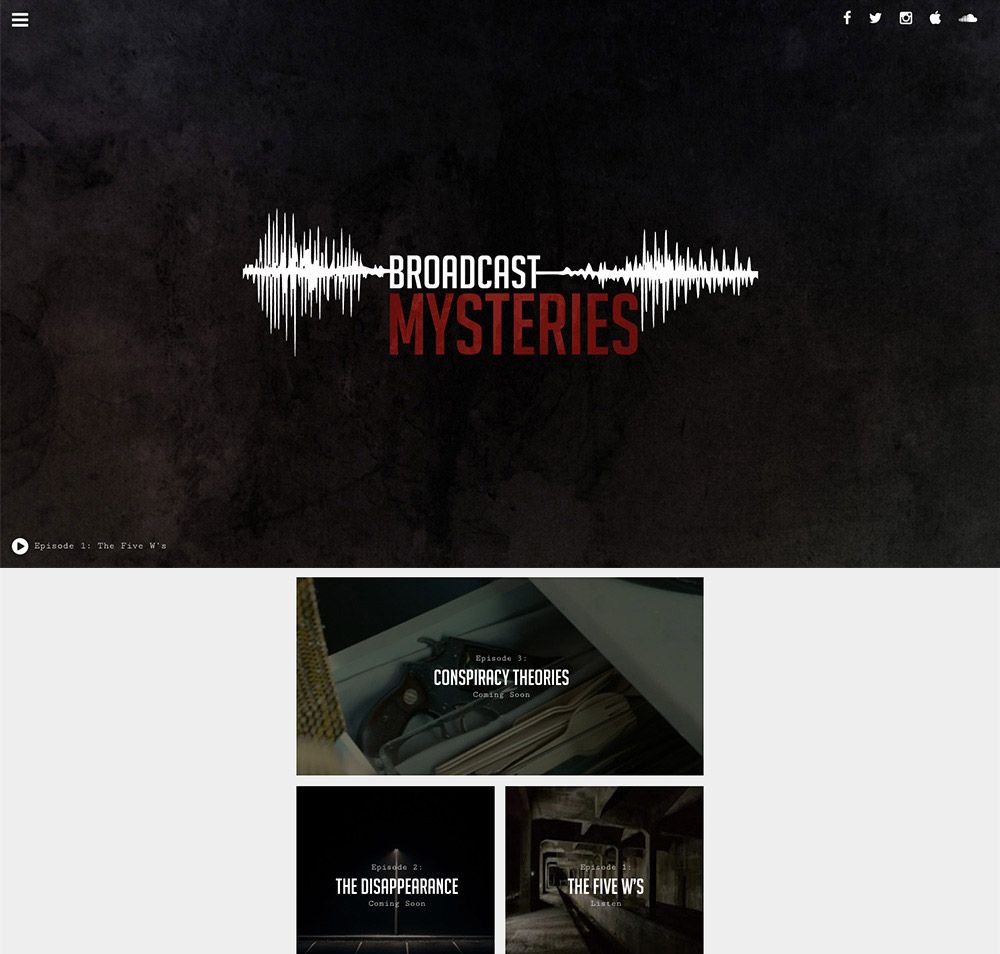 BROADCAST
MYSTERIES
Episode 1: The Five W's
Episode 3:
CONSPIRACY THEORIES
Coming Soon
Episode 2:
THE DISAPPEARANCE
Coming Soon
Episode 1:
THE FIVE W'S
Listen